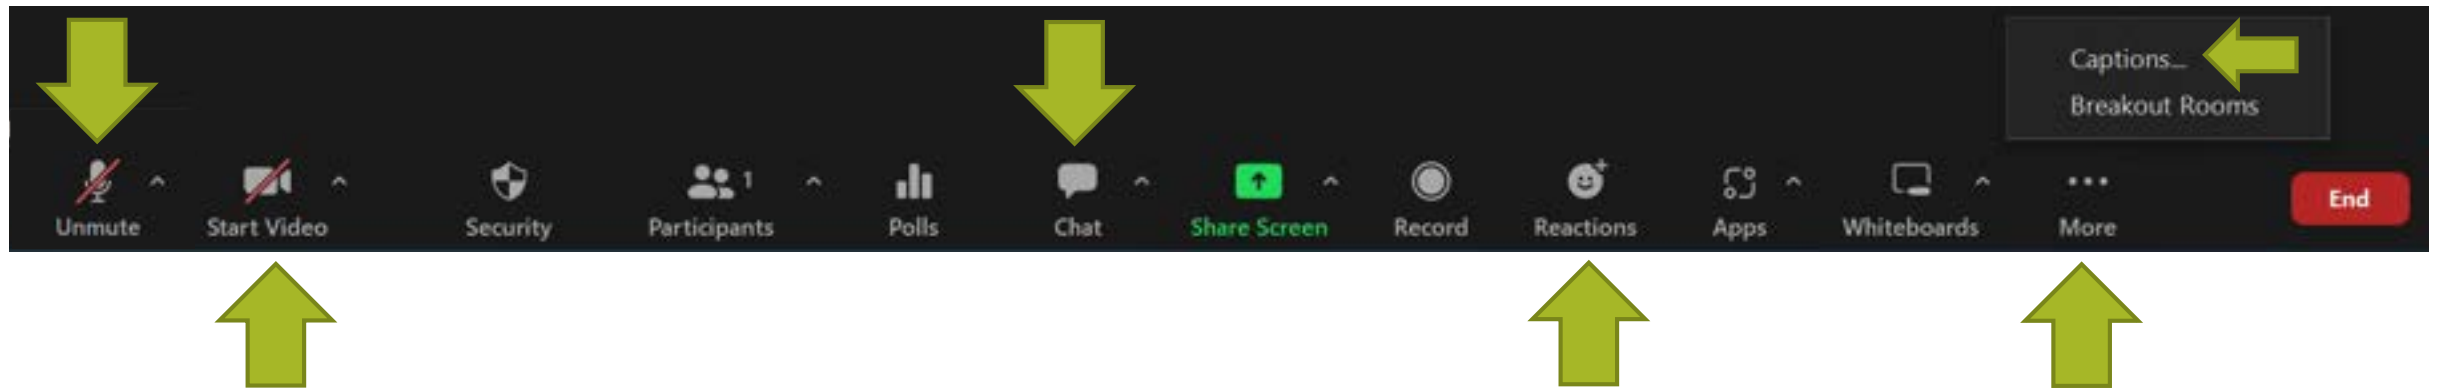 Captions...
Breakout Rooms
1
Unmute Start Video Security Participants Polls Chat Share Screen Record Reactions Apps Whiteboards More End